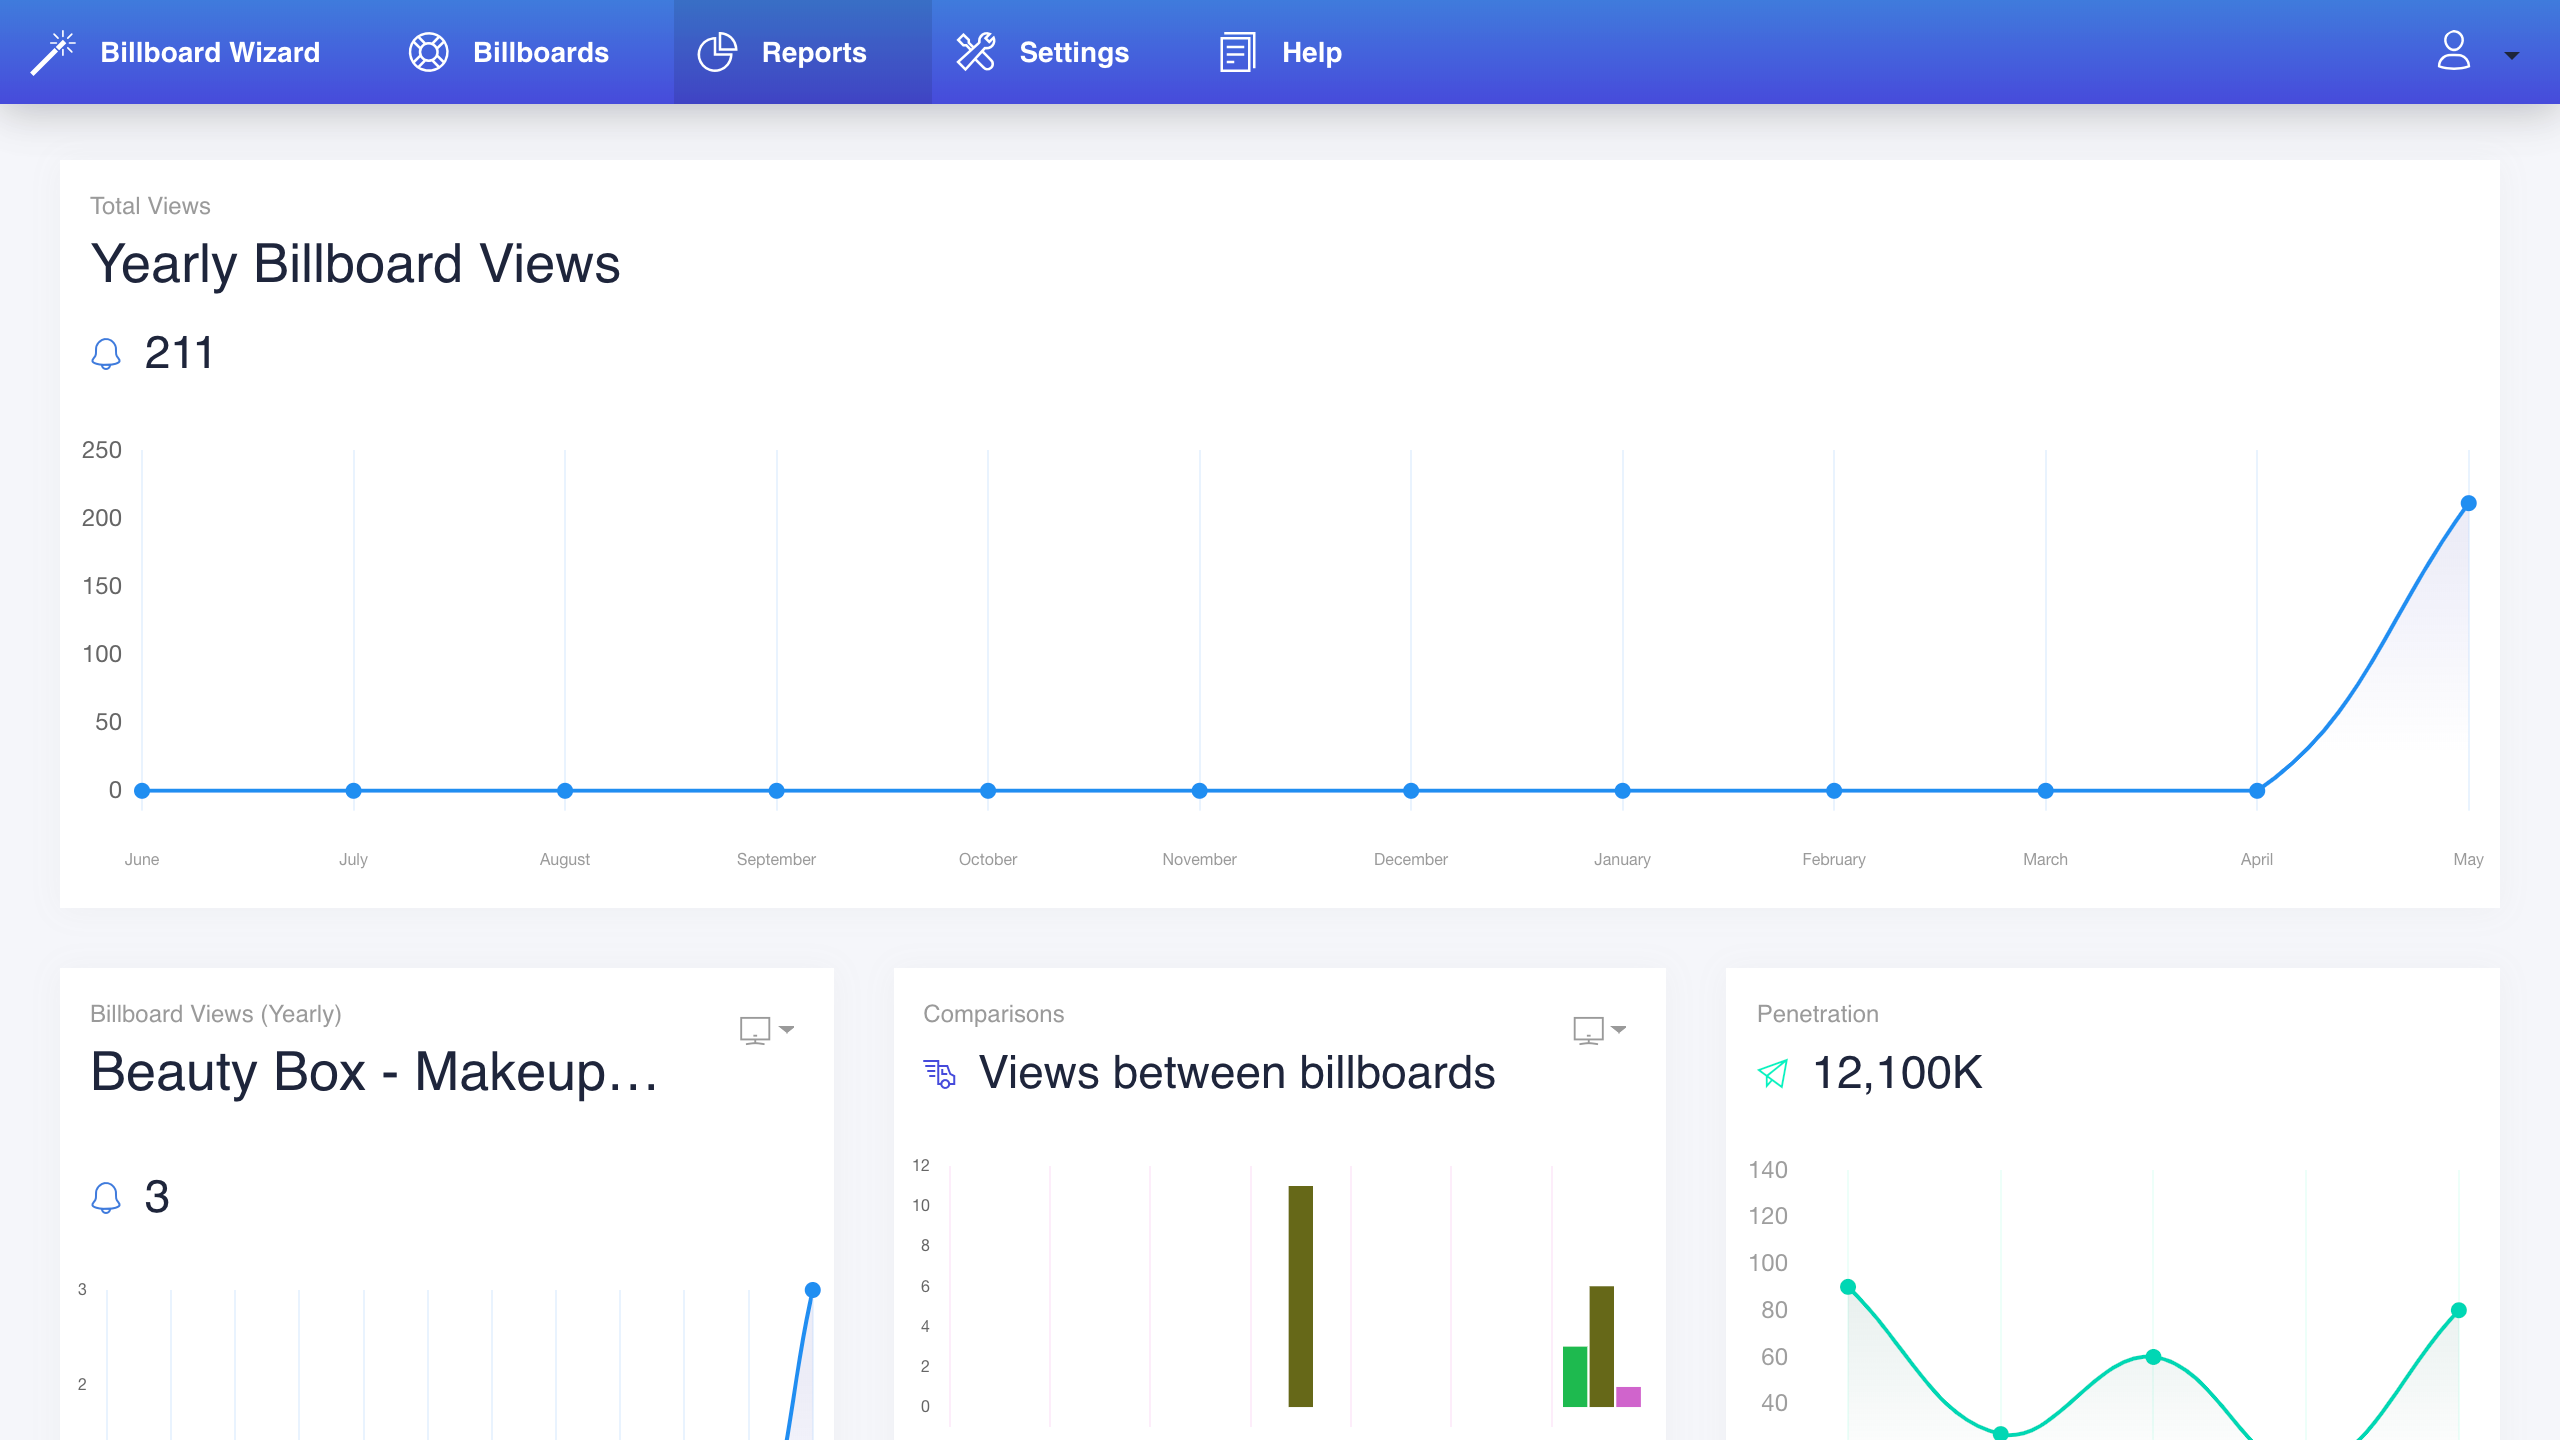 Billboard Wizard
Billboards
Reports
Settings
Help
Total Views
Yearly Billboard Views
211
250
200
150
100
50
0
June July August September October November December January February March April May
Billboard Views (Yearly)
Beauty Box - Makeup...
3
3
2
Comparisons
Views between billboards
12
10
8
6
4
2
0
Penetration
12,100K
140
120
100
80
60
40